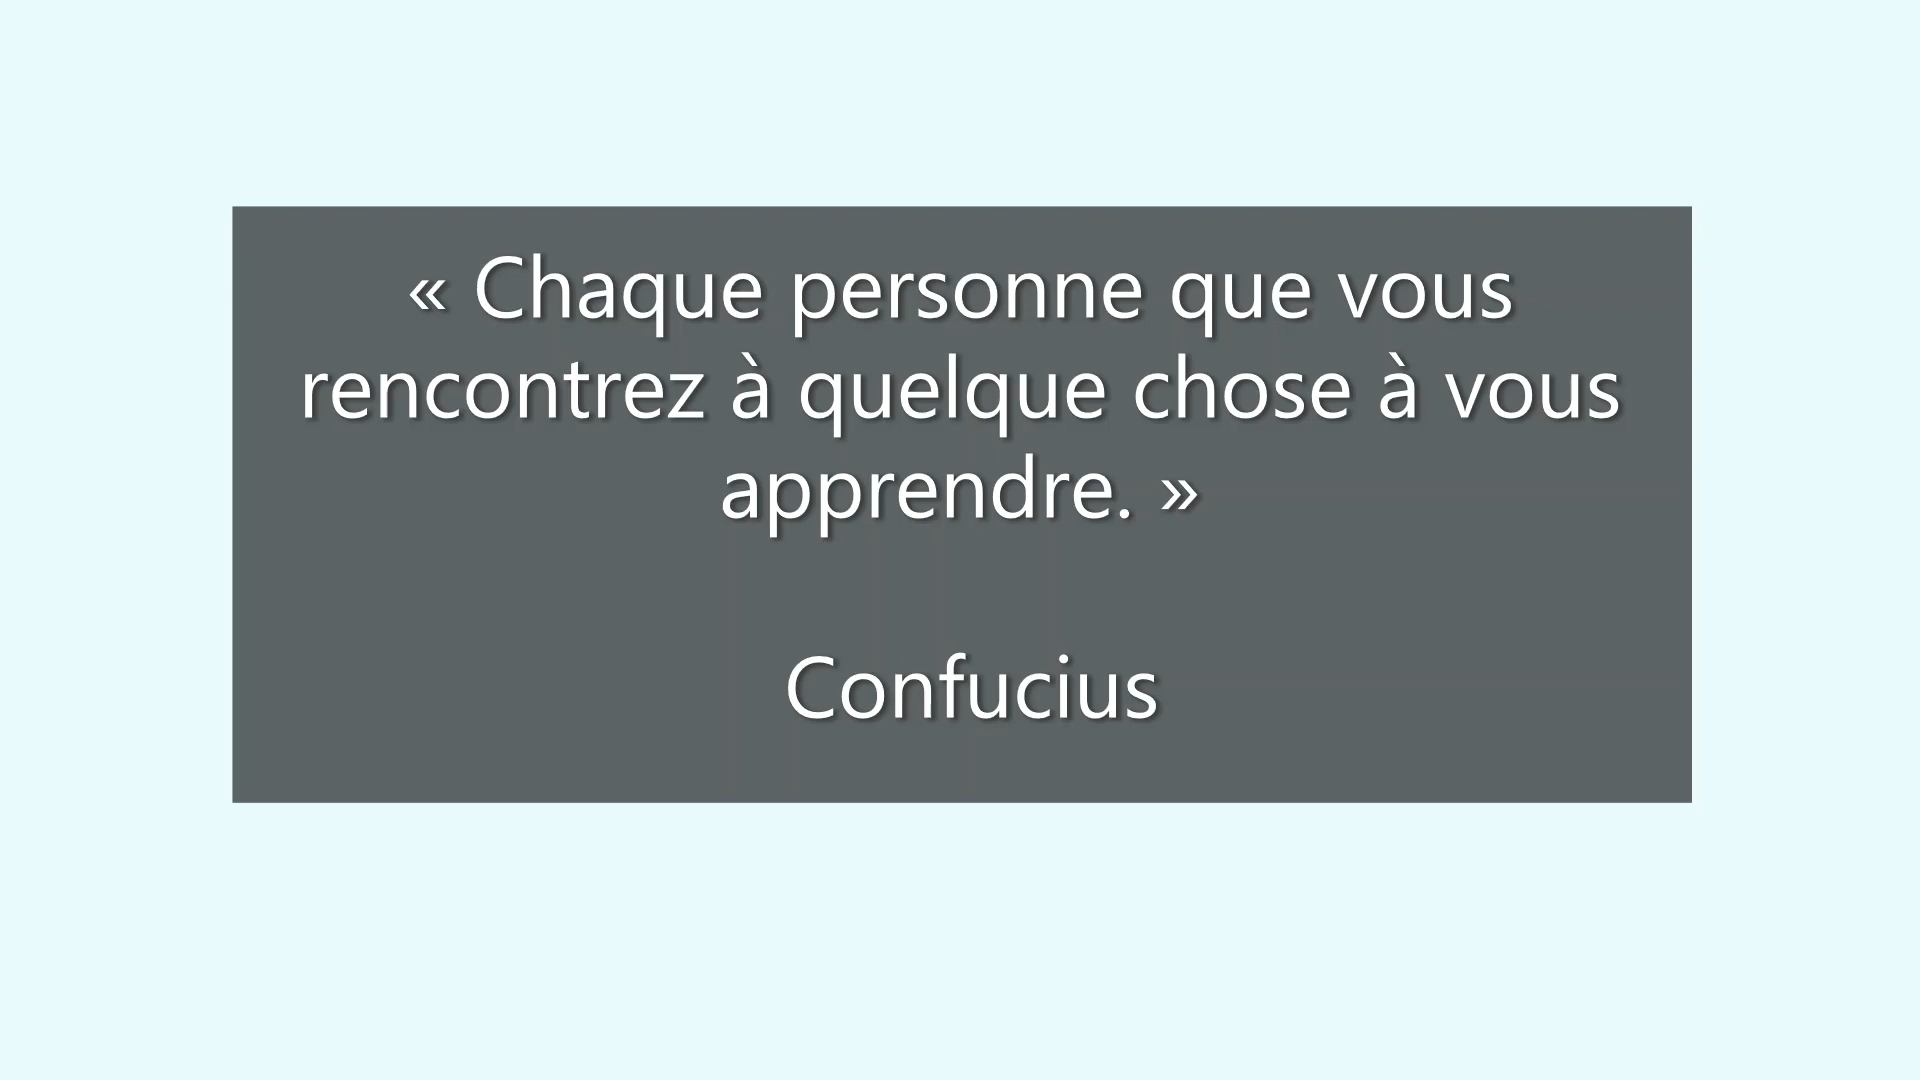 « Chaque personne que vous
rencontrez à quelque chose à vous
apprendre. »
Confucius